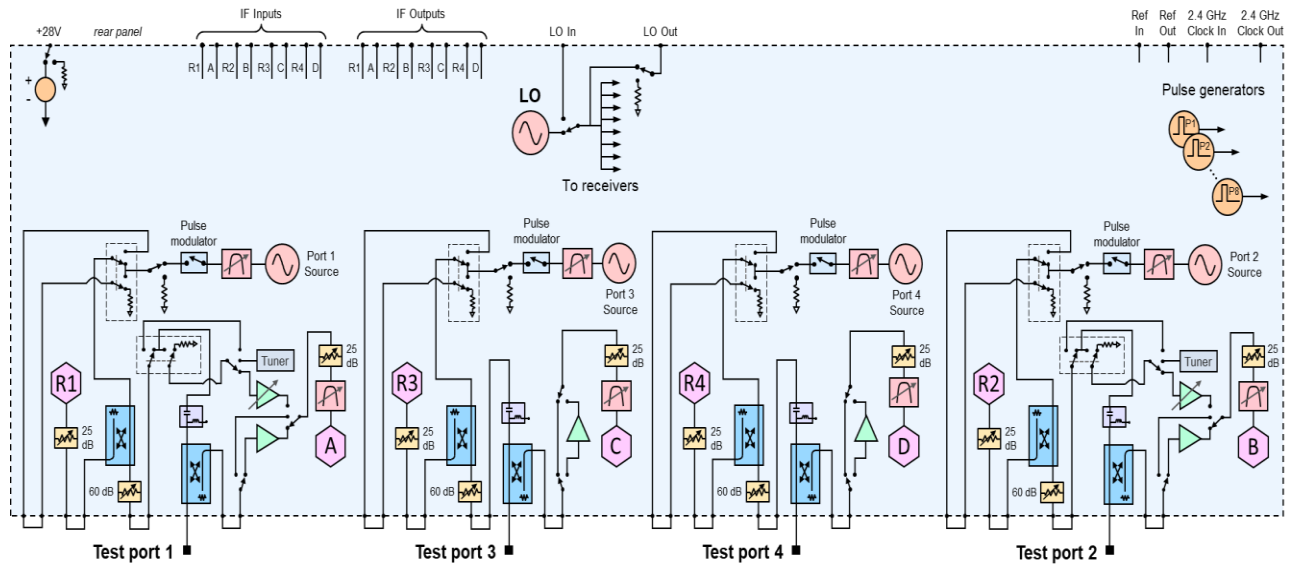 +28V
rear panel
IF Inputs
IF Outputs
LO In
LO Out
Ref In
Ref Out
2.4 GHz Clock In
2.4 GHz Clock Out
R1 A R2 B R3 C R4 D
R1 A R2 B R3 C R4 D
+
-
LO
To receivers
Pulse generators
P1
P2
P8
Pulse
modulator
Port 1
Source
Tuner
25
dB
R1
25
dB
A
60 dB
Test port 1
Pulse
modulator
Port 3
Source
25
dB
R3
25
dB
C
60 dB
Test port 3
Pulse
modulator
Port 4
Source
25
dB
R4
25
dB
D
60 dB
Test port 4
Pulse
modulator
Port 2
Source
Tuner
25
dB
R2
25
dB
B
60 dB
Test port 2